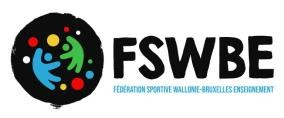 FSWBE
FÉDÉRATION SPORTIVE WALLONIE-BRUXELLES ENSEIGNEMENT